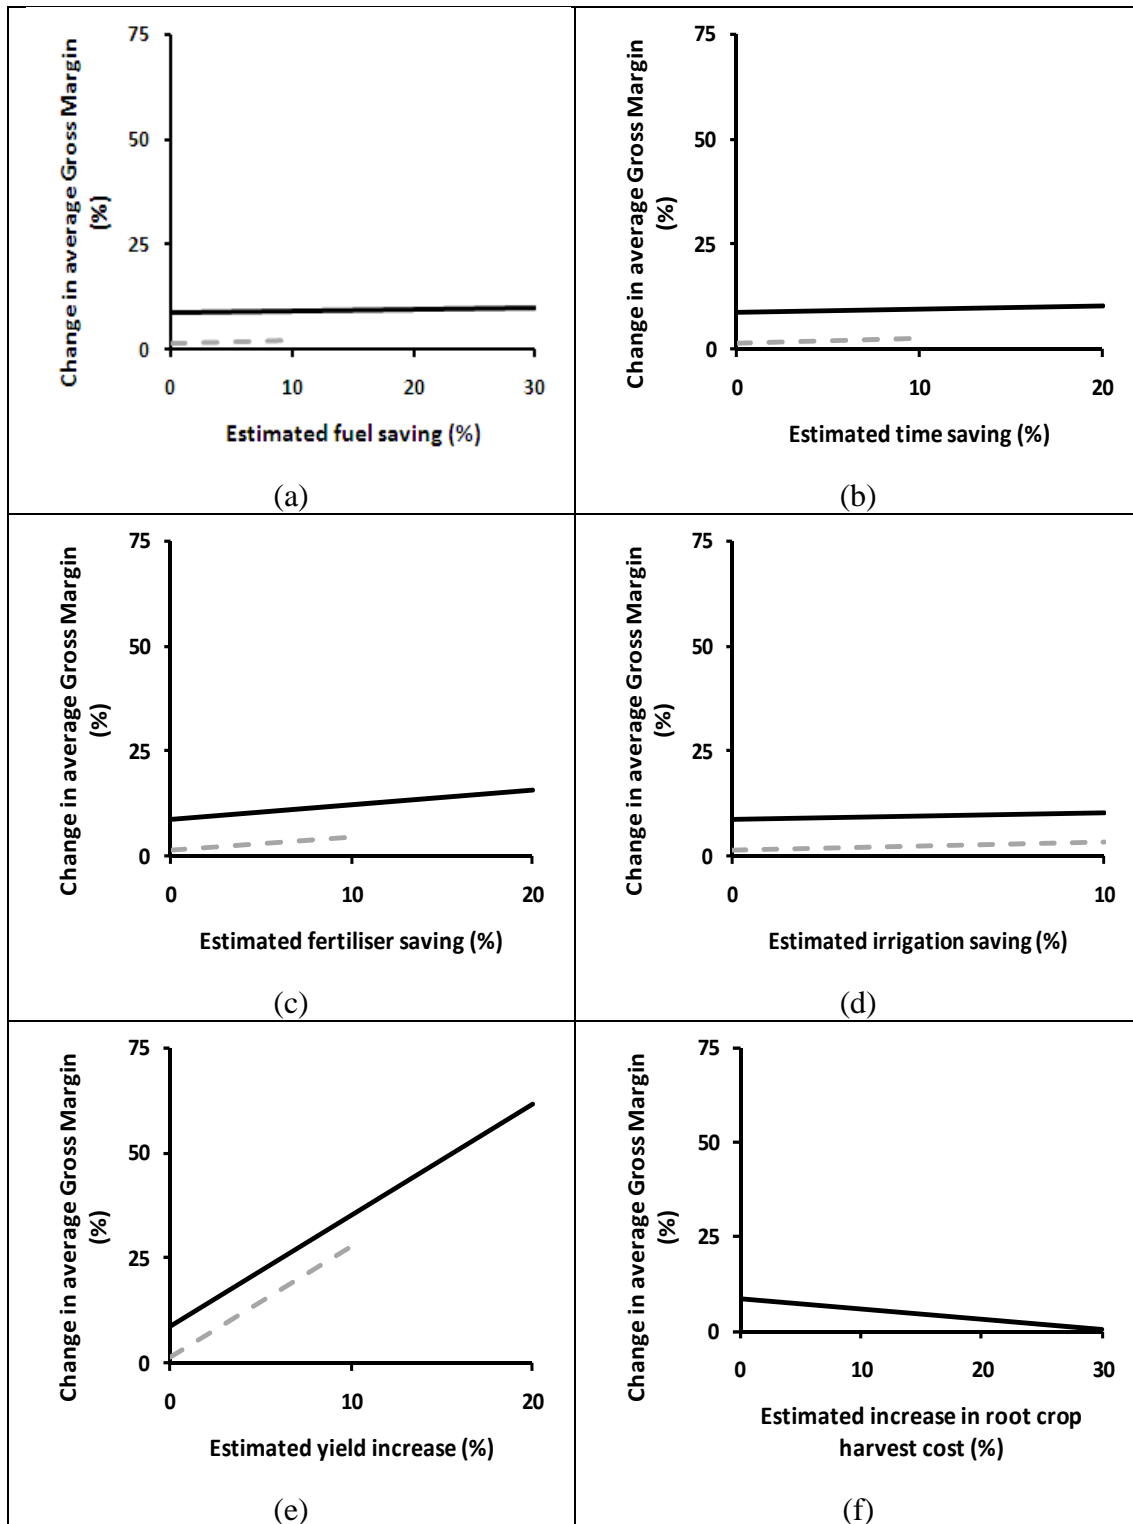 Change in average Gross Margin
(%)
75
50
25
0
0 10 20 30
Estimated fuel saving (%)
(a)
Change in average Gross Margin
(%)
75
50
25
0
0 10 20
Estimated time saving (%)
(b)
Change in average Gross Margin
(%)
75
50
25
0
0 10 20
Estimated fertiliser saving (%)
(c)
Change in average Gross Margin
(%)
75
50
25
0
0 10
Estimated irrigation saving (%)
(d)
Change in average Gross Margin
(%)
75
50
25
0
0 10 20
Estimated yield increase (%)
(e)
Change in average Gross Margin
(%)
75
50
25
0
0 10 20 30
Estimated increase in root crop
harvest cost (%)
(f)